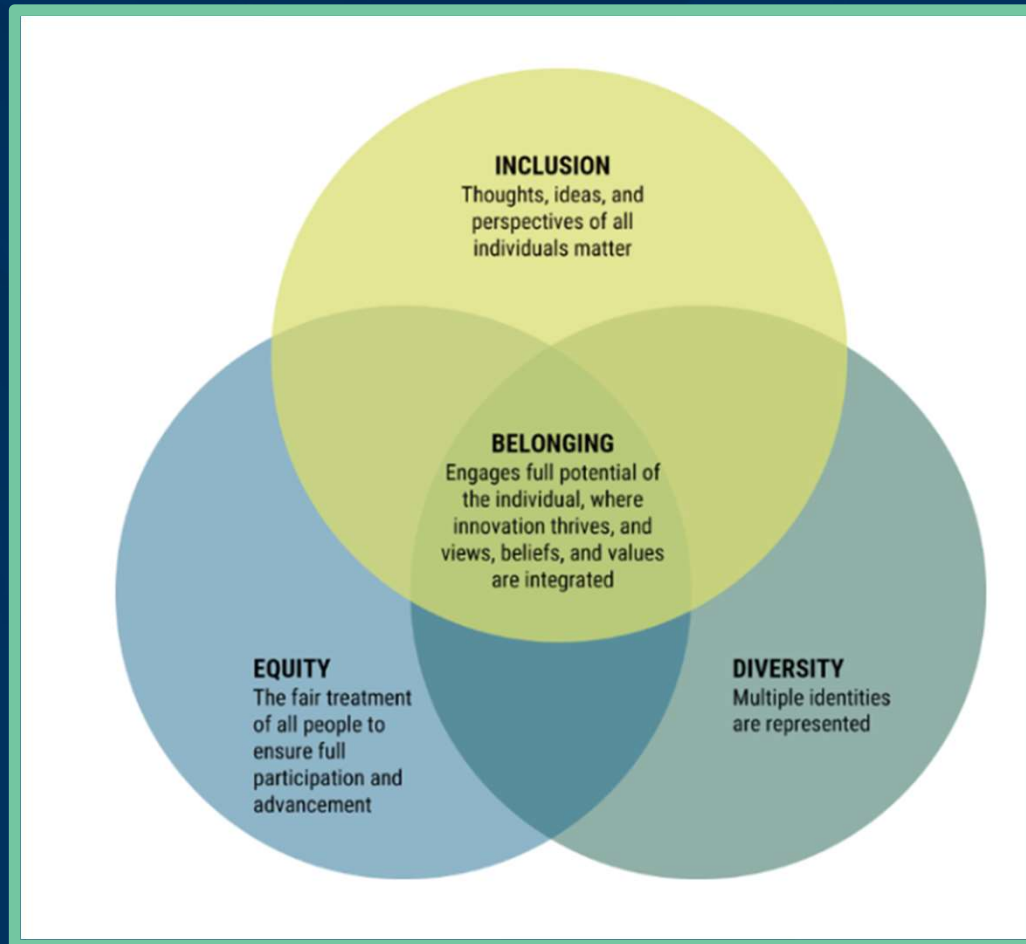 INCLUSION
Thoughts, ideas, and
perspectives of all
individuals matter
BELONGING
Engages full potential of
the individual, where
innovation thrives, and
views, beliefs, and values
are integrated
EQUITY
The fair treatment
of all people to
ensure full
participation and
advancement
DIVERSITY
Multiple identities
are represented